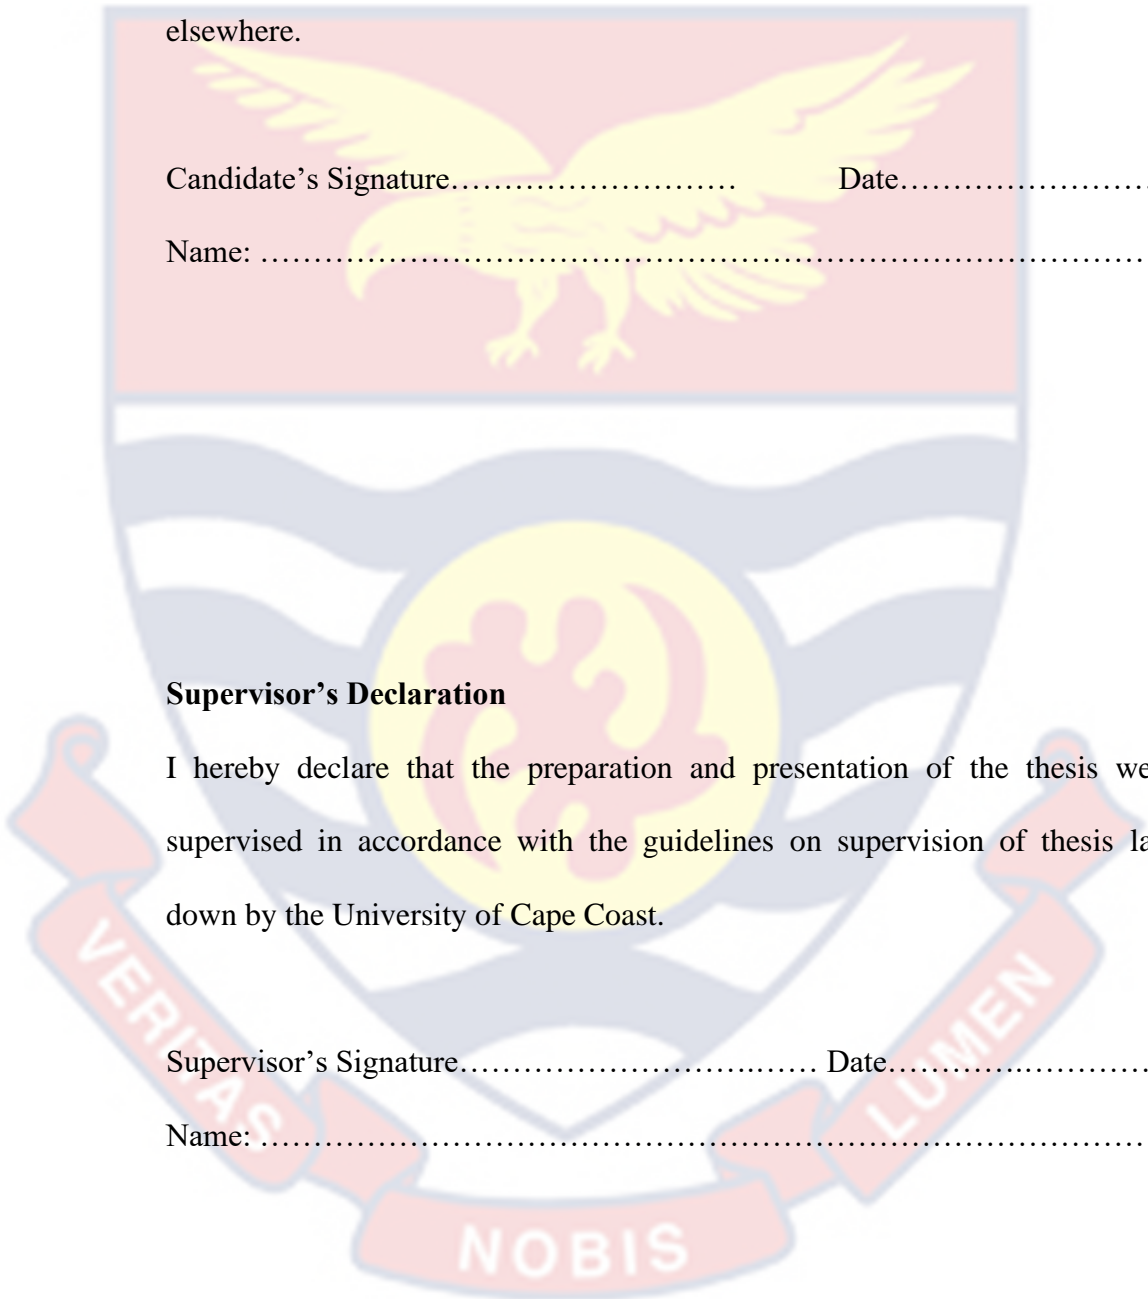 elsewhere.
Candidate’s Signature……………………… Date……………………
Name: …………………………………………………………………………
Supervisor’s Declaration
I hereby declare that the preparation and presentation of the thesis we
supervised in accordance with the guidelines on supervision of thesis la
down by the University of Cape Coast.
Supervisor’s Signature……………………….…… Date………….…………
Name: …………………………………………………………………………
VERITAS
NOBIS
LUMEN